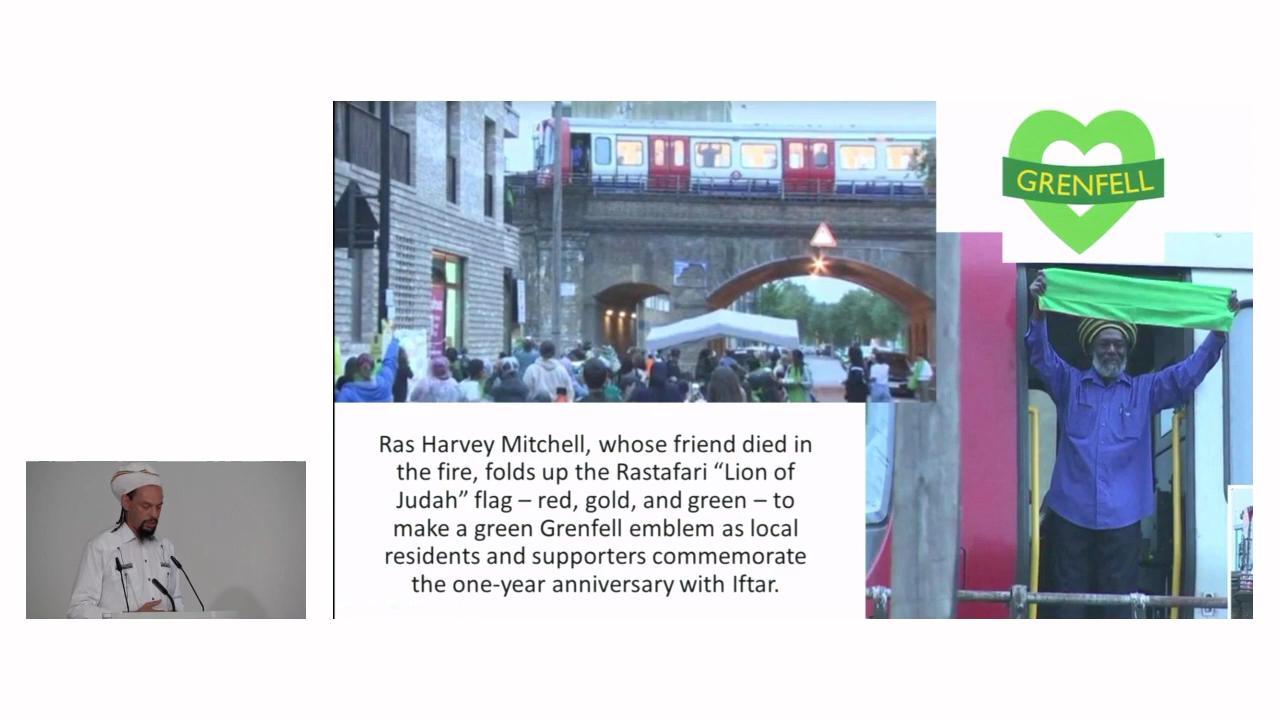 GRENFELL
Ras Harvey Mitchell, whose friend died in
the fire, folds up the Rastafari “Lion of
Judah” flag – red, gold, and green – to
make a green Grenfell emblem as local
residents and supporters commemorate
the one-year anniversary with Iftar.